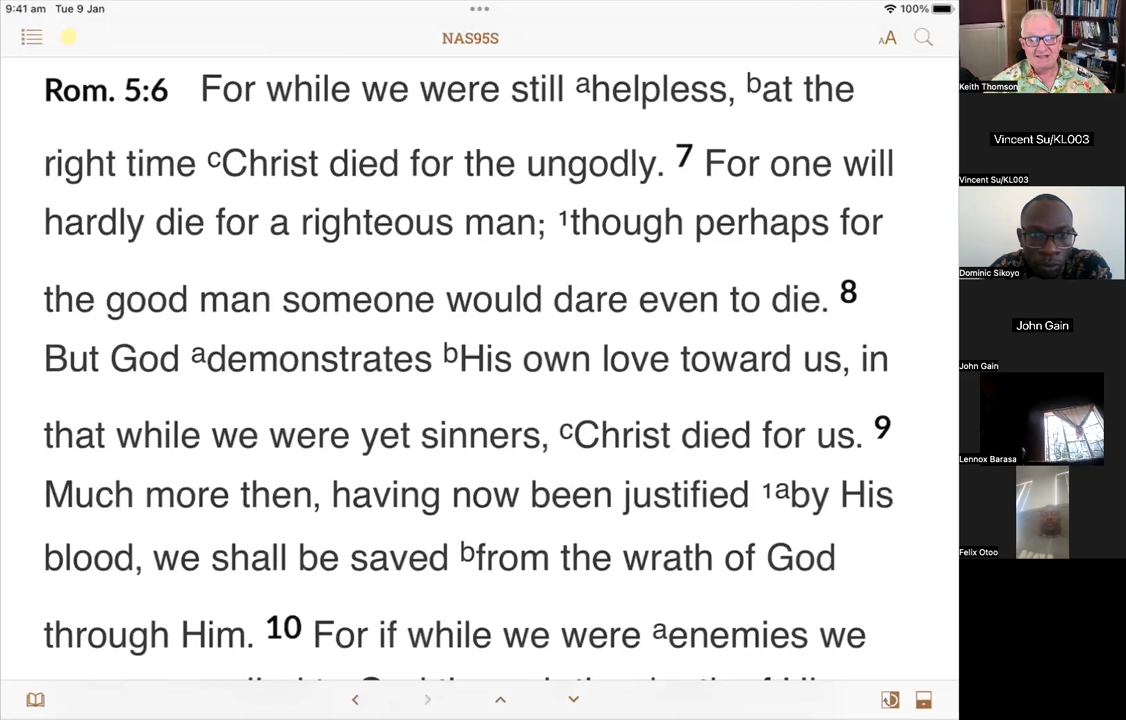 9:41 am Tue 9 Jan
100%
NAS95S
AA
Rom. 5:6 For while we were still ahelpless, bat the
right time cChrist died for the ungodly. 7 For one will
hardly die for a righteous man; 1though perhaps for
the good man someone would dare even to die. 8
But God ademonstrates bHis own love toward us, in
that while we were yet sinners, cChrist died for us. 9
Much more then, having now been justified 1aby His
blood, we shall be saved bfrom the wrath of God
through Him. 10 For if while we were aenemies we
Keith Thomson
Vincent Su/KL003
Vincent Su/KL003
Dominic Sikoyo
John Gain
John Gain
Lennox Barasa
Felix Otoo